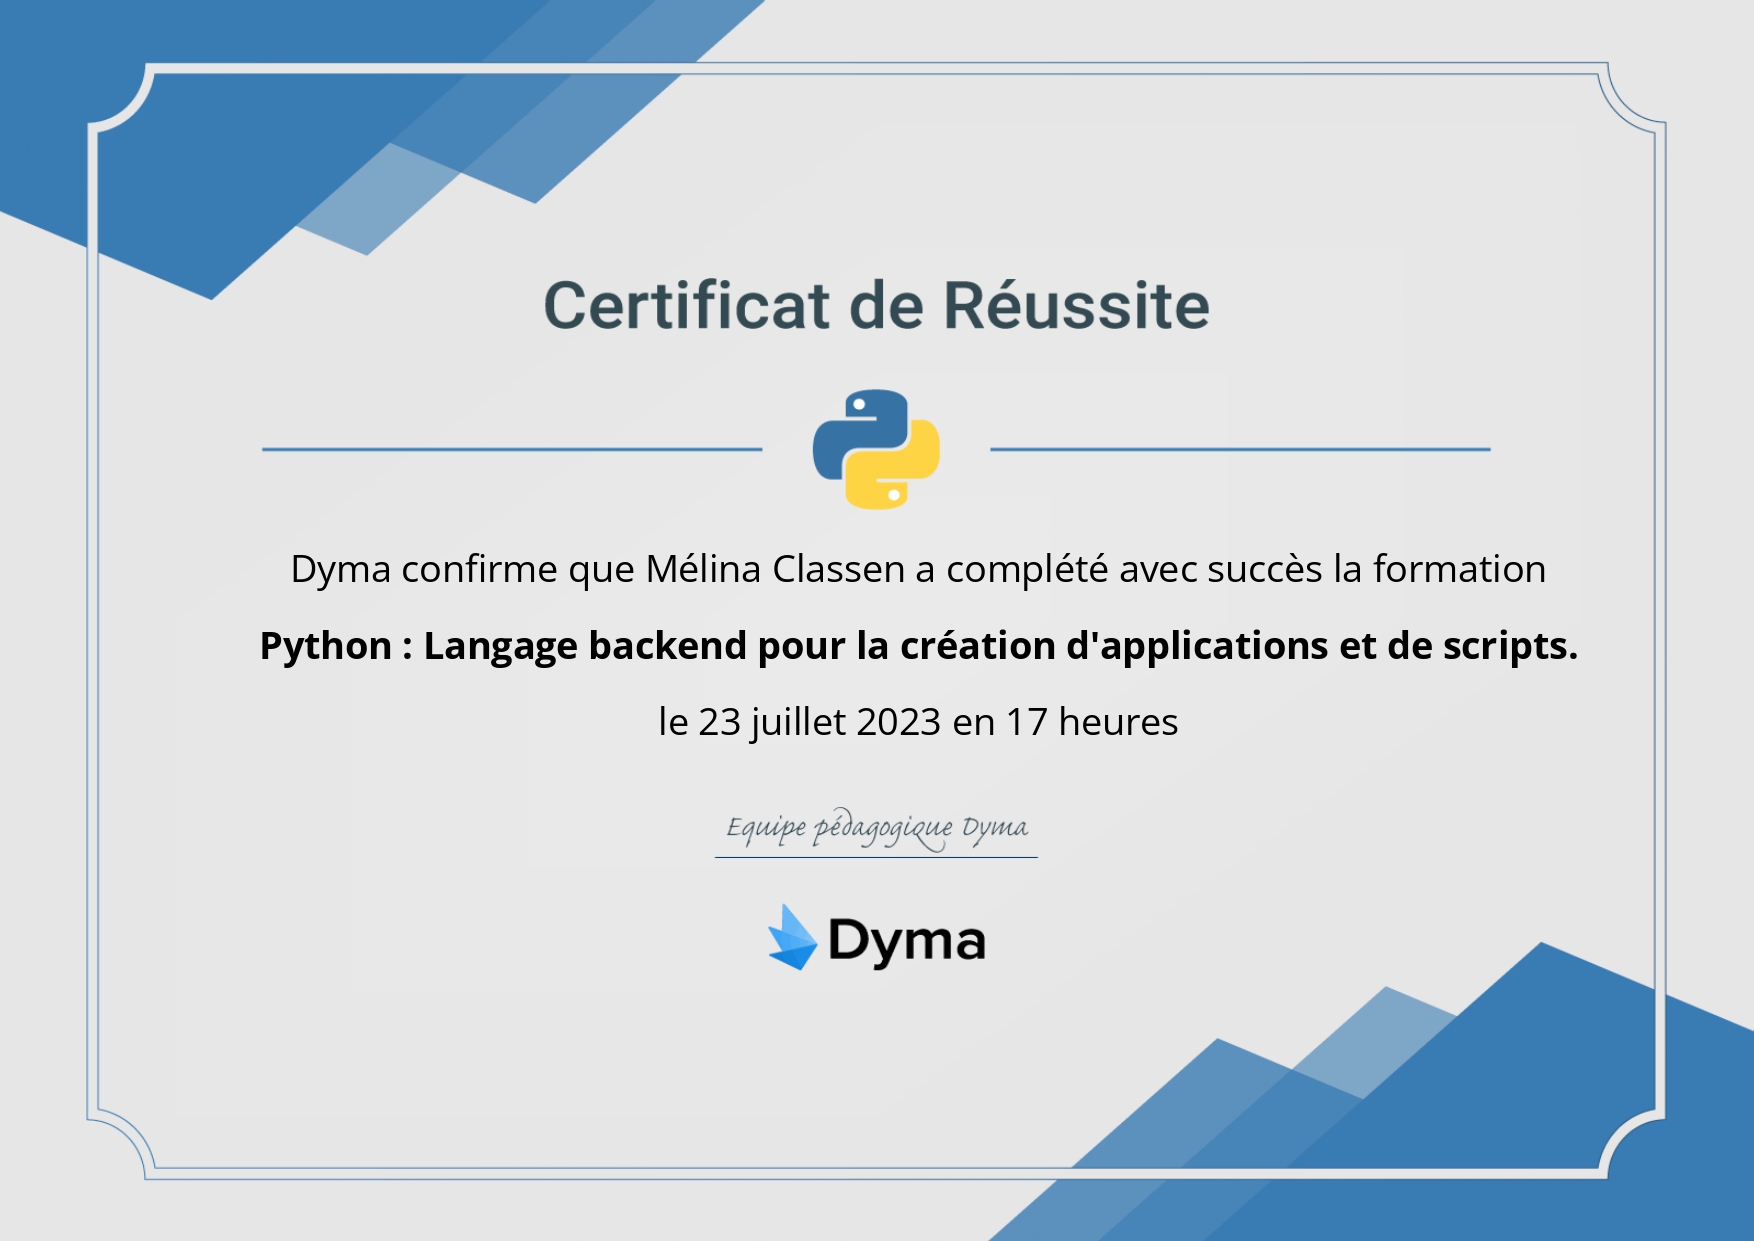 Certificat de Réussite
Dyma confirme que Mélina Classen a complété avec succès la formation
Python : Langage backend pour la création d'applications et de scripts.
le 23 juillet 2023 en 17 heures
Equipe pédagogique Dyma
Dyma